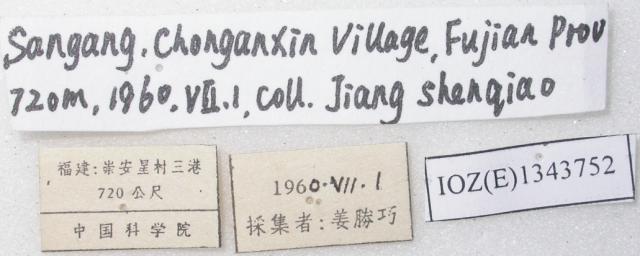 Sangang. Chonganxin Village, Fujian Prov
720m, 1960.VII.1, coll. Jiang shenqiao
福建:崇安星村三港
720公尺
中国科学院
1960.VII.1
採集者:姜勝巧
IOZ(E)1343752